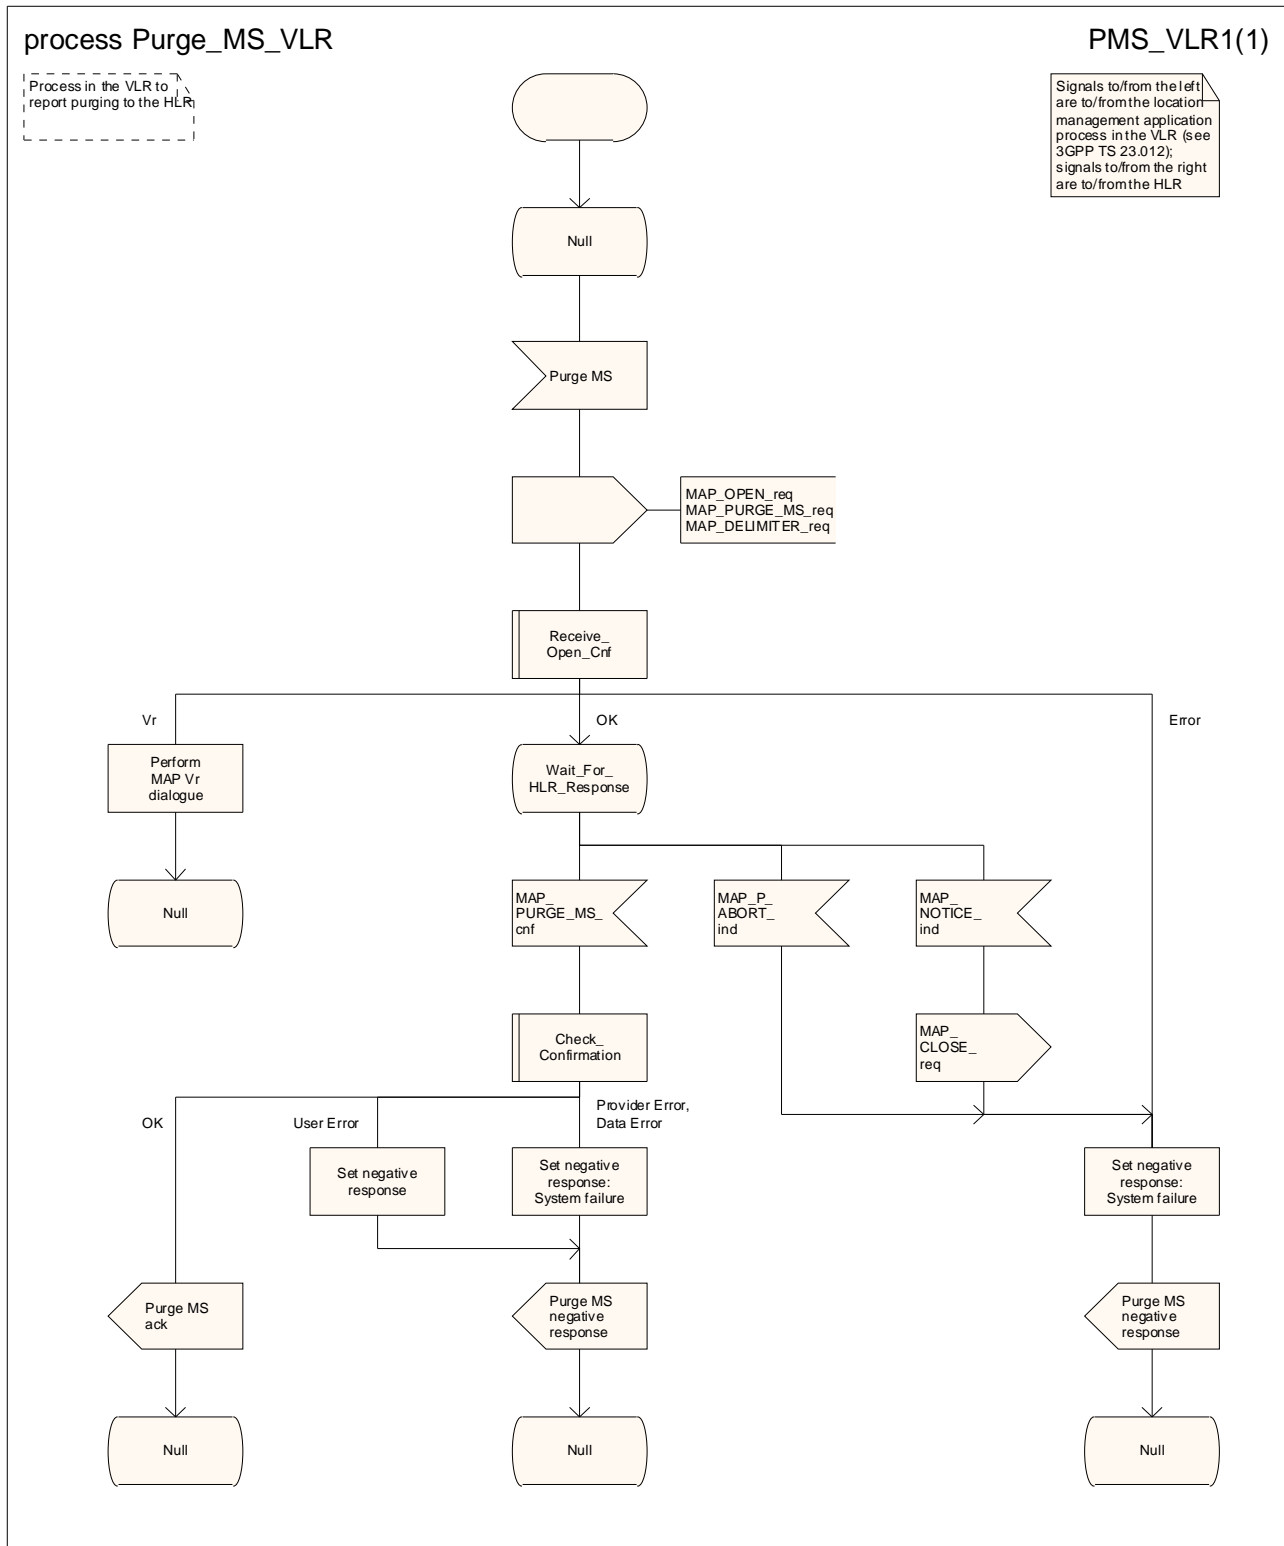 process Purge_MS_VLR
PMS_VLR1(1)
Process in the VLR to
report purging to the HLR
Signals to/from the left
are to/from the location
management application
process in the VLR (see
3GPP TS 23.012);
signals to/from the right
are to/from the HLR
Null
Purge MS
MAP_OPEN_req
MAP_PURGE_MS_req
MAP_DELIMITER_req
Receive_
Open_Cnf
Vr
OK
Error
Perform
MAP Vr
dialogue
Wait_For_
HLR_Response
Null
MAP_
PURGE_MS_
cnf
MAP_P_
ABORT_
ind
MAP_
NOTICE_
ind
Check_
Confirmation
MAP_
CLOSE_
req
OK
User Error
Provider Error,
Data Error
Set negative
response
Set negative
response:
System failure
Set negative
response:
System failure
Purge MS
ack
Purge MS
negative
response
Purge MS
negative
response
Null
Null
Null